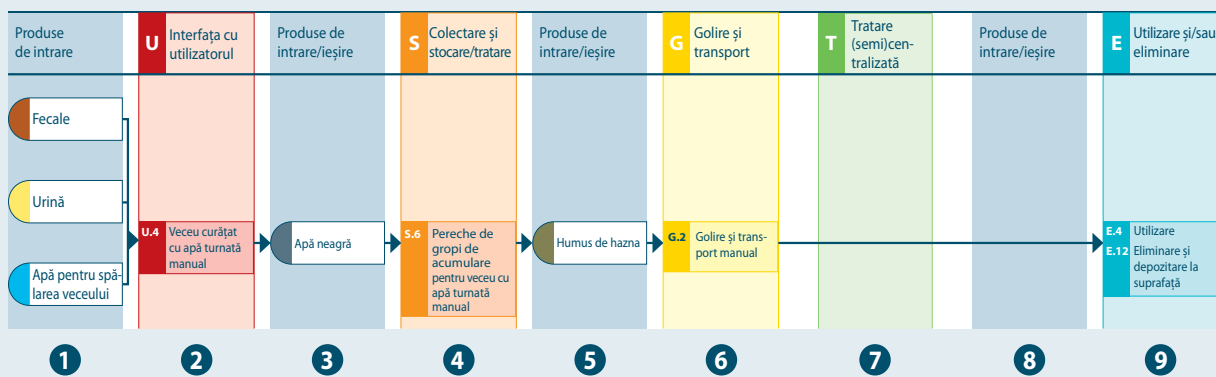 Produse
de intrare
U
Interfața cu
utilizatorul
Produse de
intrare/ieșire
S
Colectare și
stocare/tratare
Produse de
intrare/ieșire
G
Golire și
transport
T
Tratare
(semi)cen-
tralizată
Produse de
intrare/ieșire
E
Utilizare și/sau
eliminare
Fecale
Urină
Apă pentru spă-
larea veceului
U.4
Veceu curățat
cu apă turnată
manual
Apă neagră
S.6
Pereche de
gropi de
acumulare
pentru veceu cu
apă turnată
manual
Humus de hazna
G.2
Golire și trans-
port manual
E.4 Utilizare
E.12 Eliminare și
depozitare la
suprafață
1
2
3
4
5
6
7
8
9